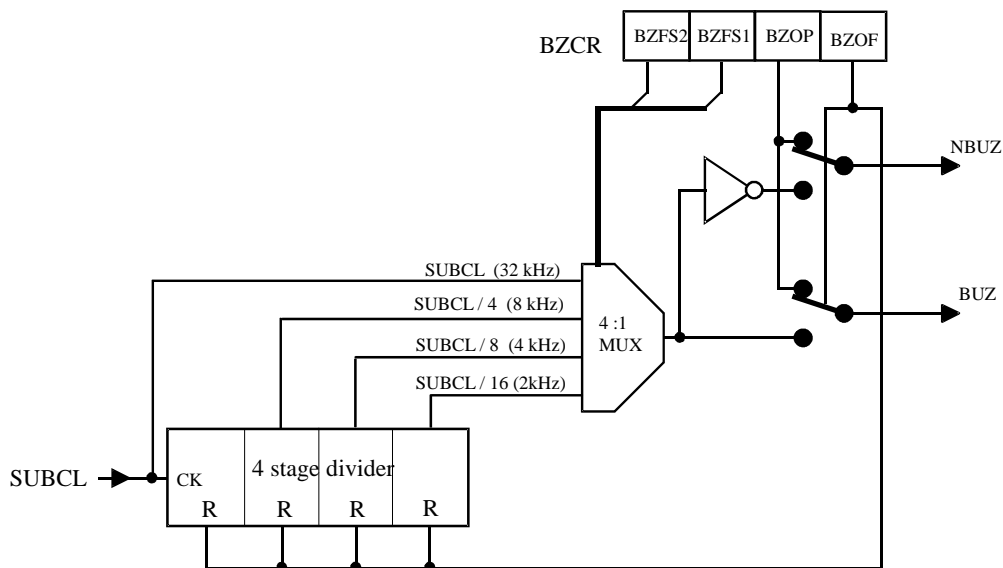 BZCR
BZFS2 BZFS1 BZOP BZOF
NBUZ
SUBCL (32 kHz)
SUBCL / 4 (8 kHz)
BUZ
4 :1
MUX
SUBCL / 8 (4 kHz)
SUBCL / 16 (2kHz)
SUBCL
CK
4 stage divider
R R R R